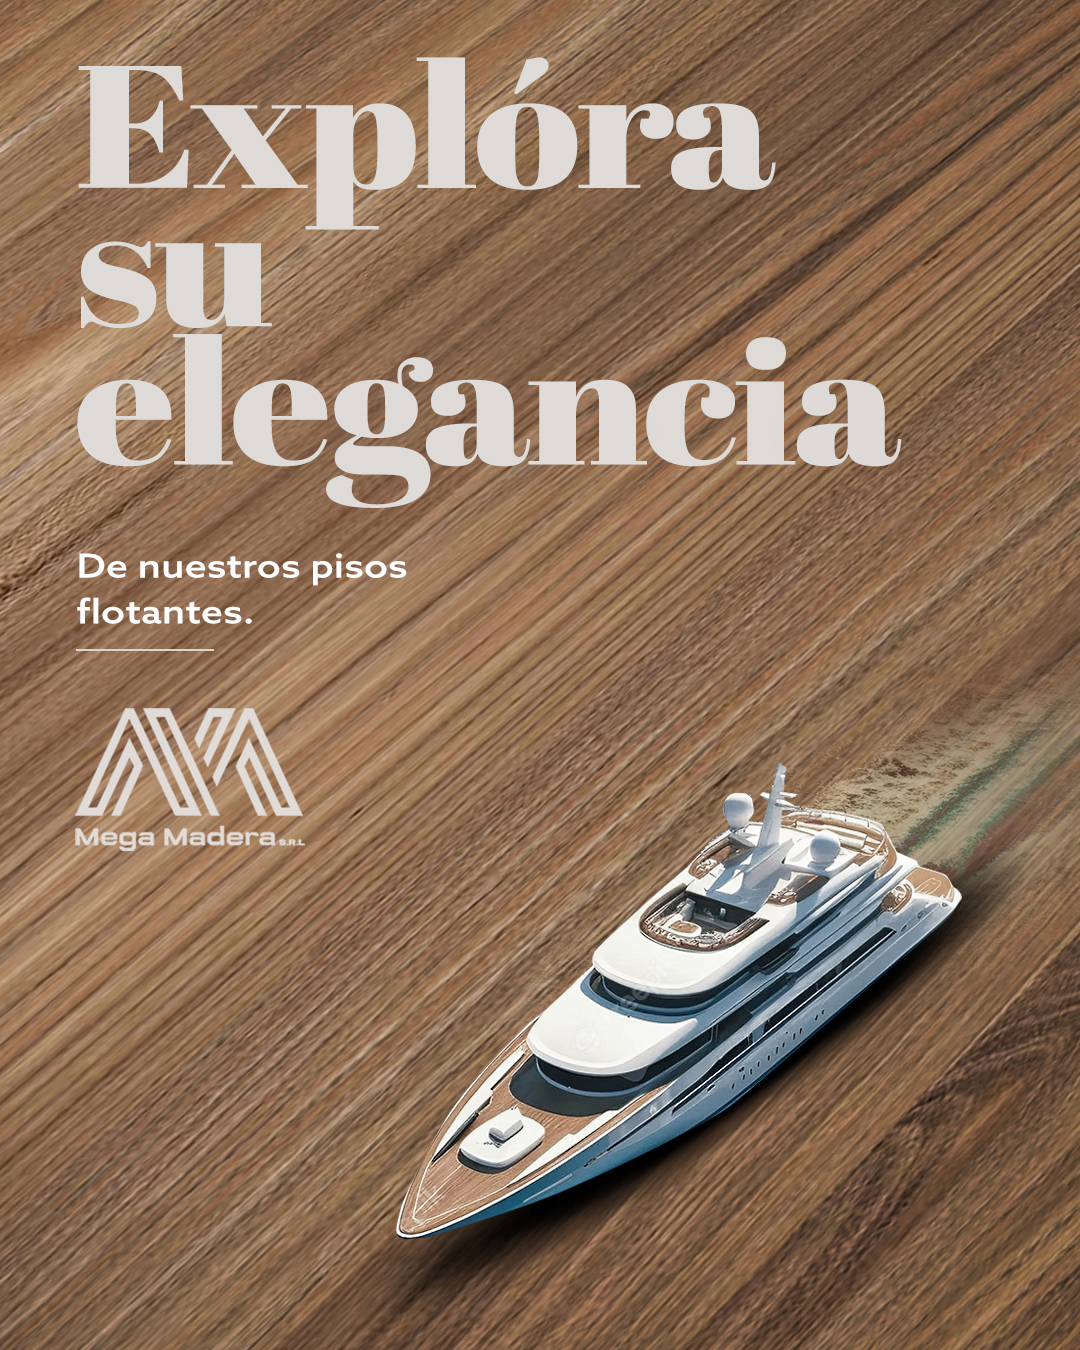 Explóra
su
elegancia
De nuestros pisos
flotantes.
Mega Madera S.R.L